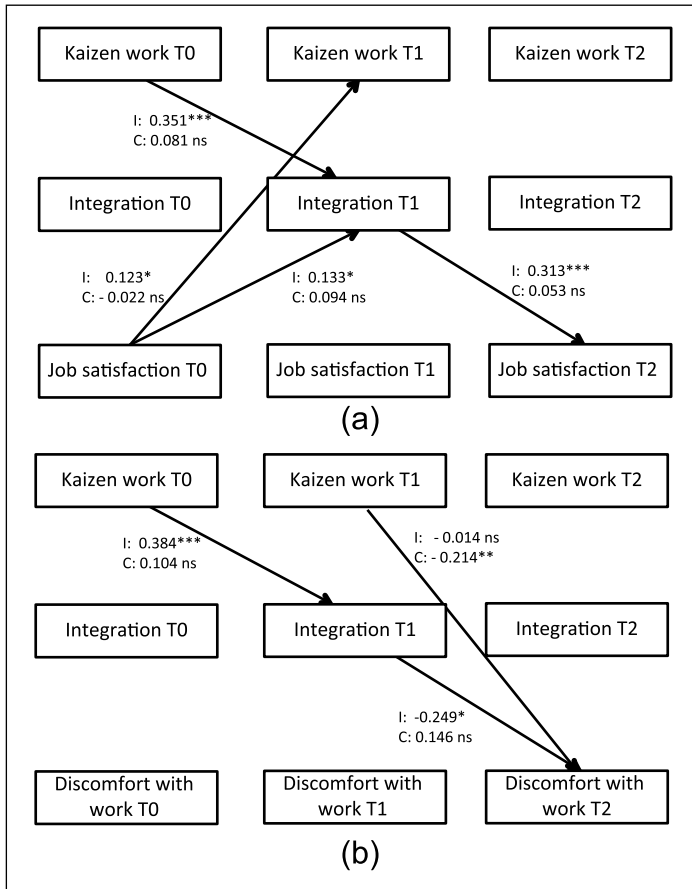 Kaizen work T0
Kaizen work T1
Kaizen work T2
I: 0.351***
C: 0.081 ns
Integration T0
Integration T1
Integration T2
I: 0.123*
C: - 0.022 ns
I: 0.133*
C: 0.094 ns
I: 0.313***
C: 0.053 ns
Job satisfaction T0
Job satisfaction T1
Job satisfaction T2
(a)
Kaizen work T0
Kaizen work T1
Kaizen work T2
I: 0.384***
C: 0.104 ns
I: - 0.014 ns
C: - 0.214**
Integration T0
Integration T1
Integration T2
I: -0.249*
C: 0.146 ns
Discomfort with
work T0
Discomfort with
work T1
Discomfort with
work T2
(b)